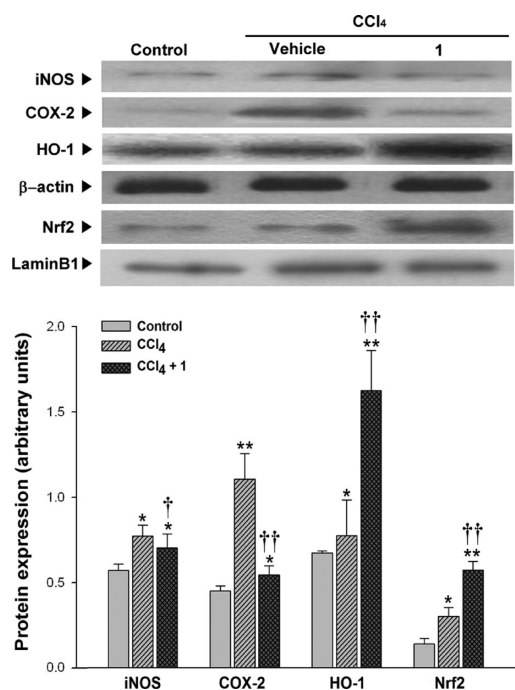 CCl₄
Control Vehicle 1
iNOS ▶
COX-2 ▶
HO-1 ▶
β–actin ▶
Nrf2 ▶
LaminB1 ▶
Protein expression (arbitrary units)
2.0
1.5
1.0
0.5
0.0
Control
CCl₄
CCl₄ + 1
* † *
** †† *
* †† **
* †† **
iNOS COX-2 HO-1 Nrf2